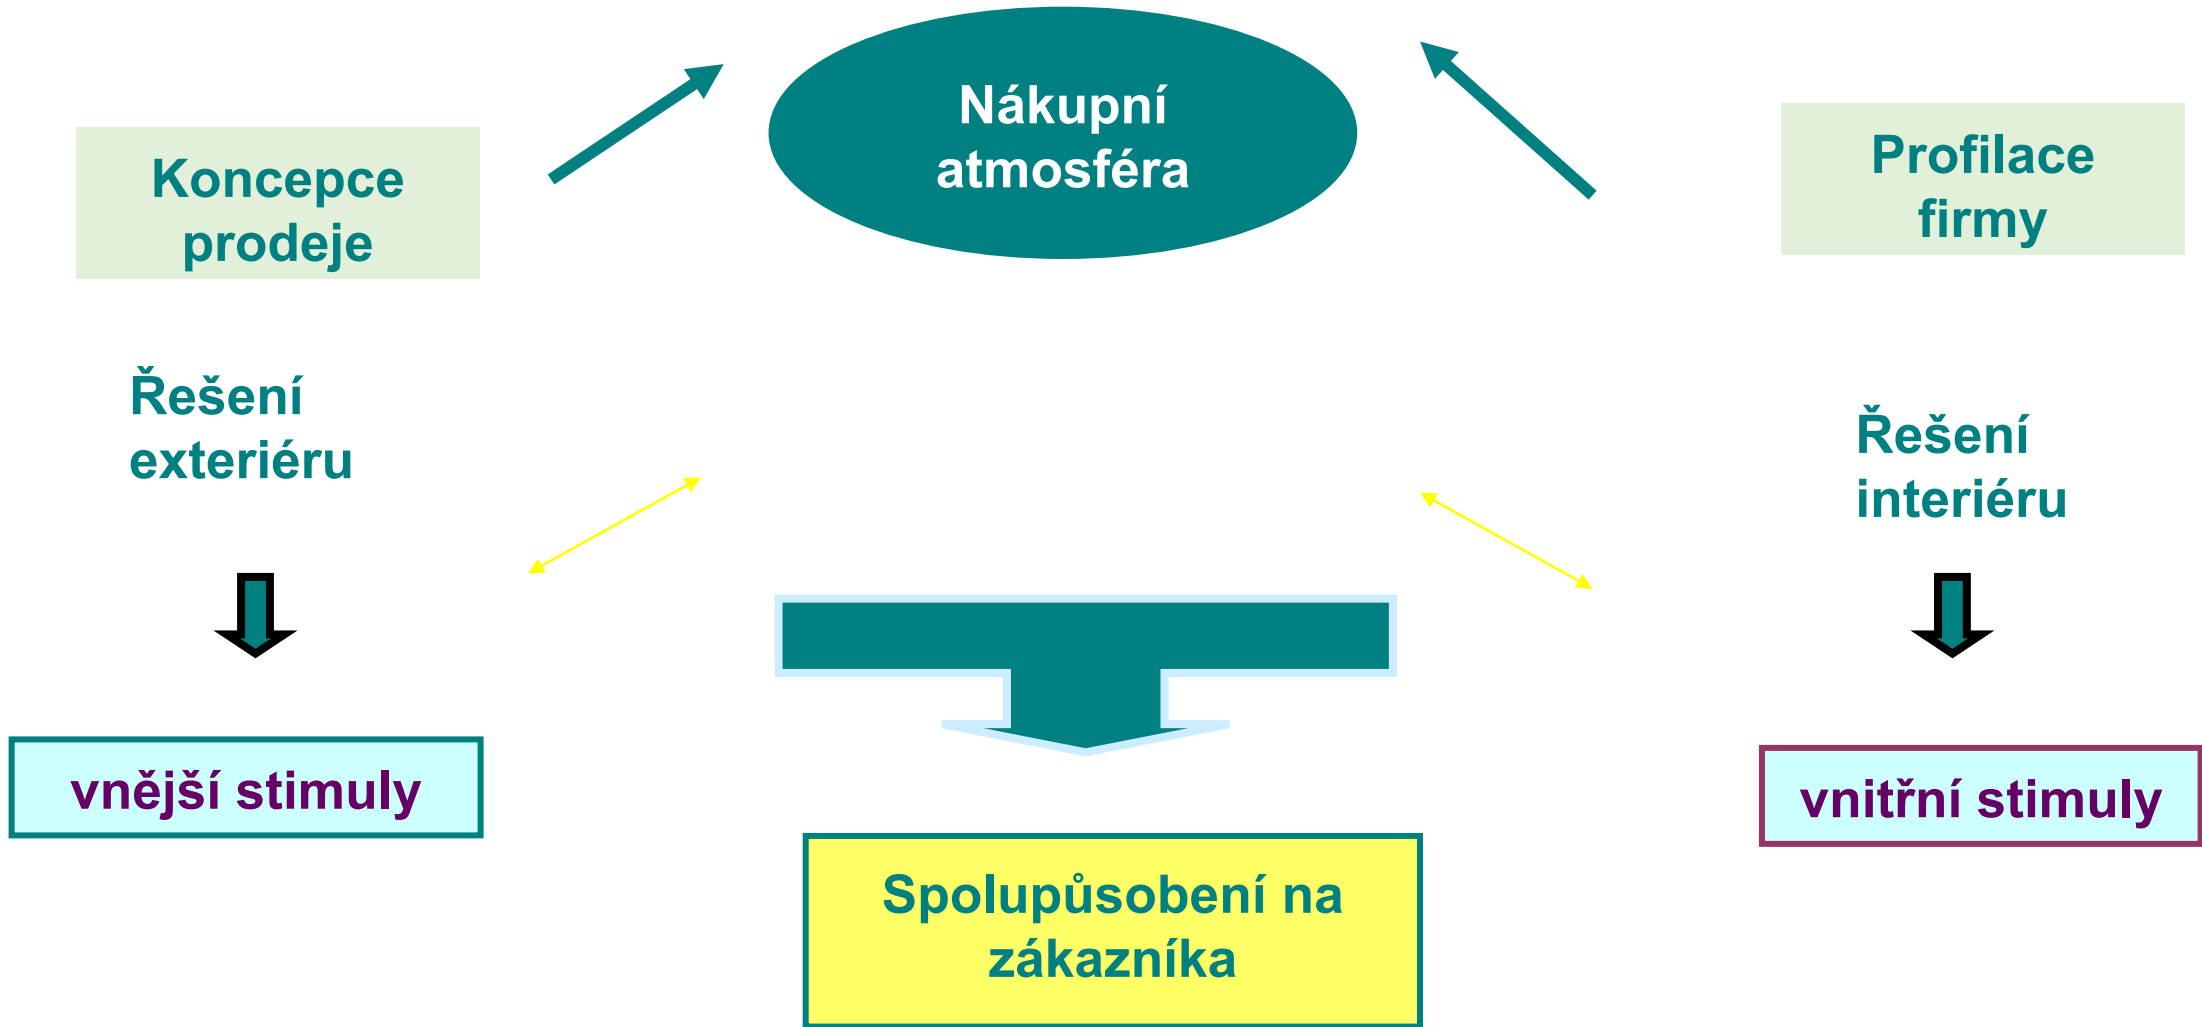 Nákupní
atmosféra
Koncepce
prodeje
Profilace
firmy
Řešení
exteriéru
Řešení
interiéru
vnější stimuly
vnitřní stimuly
Spolupůsobení na
zákazníka